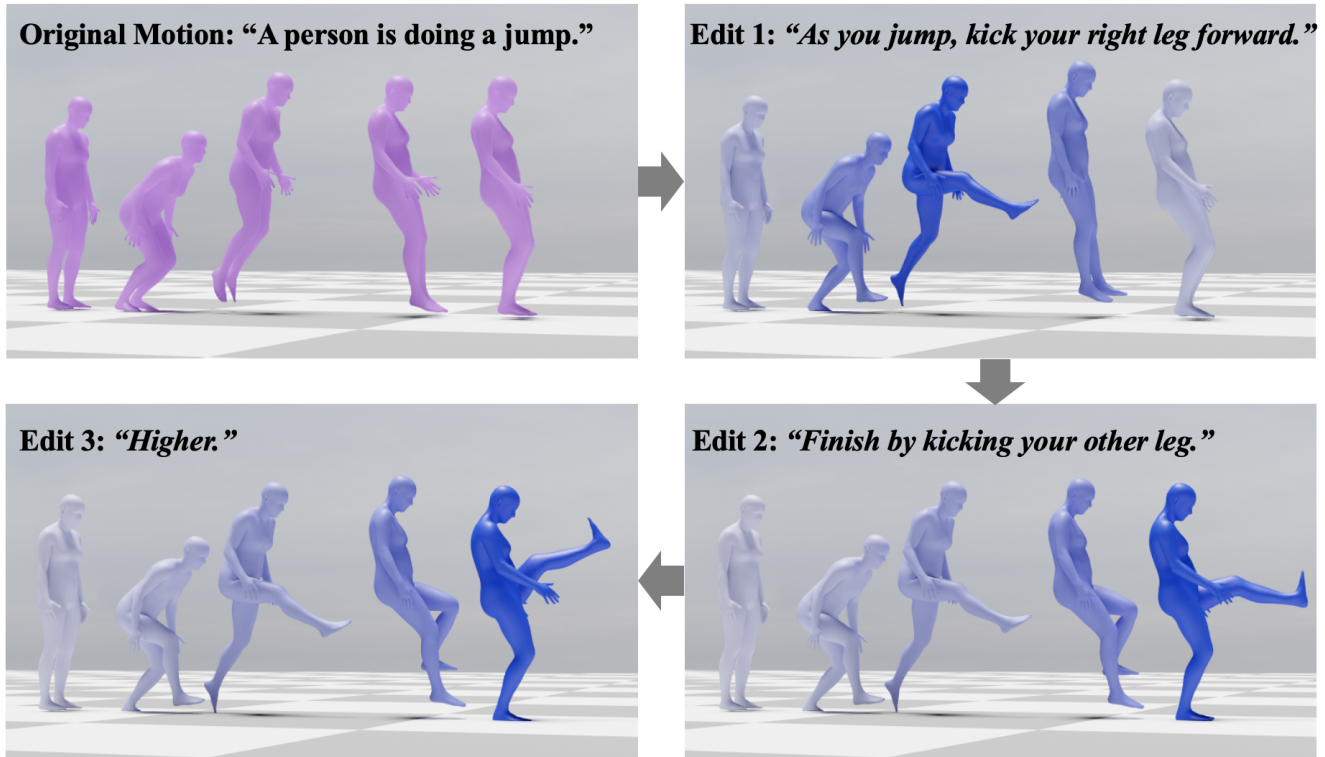 Original Motion: “A person is doing a jump.”
Edit 1: “As you jump, kick your right leg forward.”
Edit 3: “Higher.”
Edit 2: “Finish by kicking your other leg.”